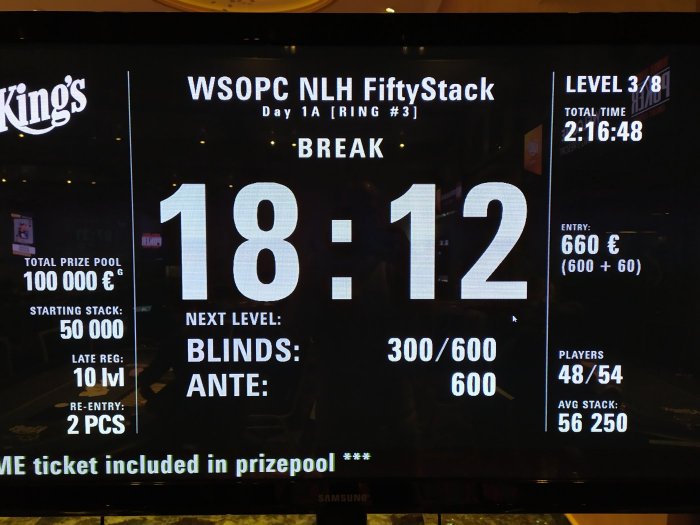 King's
WSOPC NLH FiftyStack
Day 1A [RING #3]
BREAK
18:12
NEXT LEVEL:
BLINDS: 300/600
ANTE: 600
TOTAL PRIZE POOL
100 000 € G
STARTING STACK:
50 000
LATE REG:
10 lvl
RE-ENTRY:
2 PCS
LEVEL 3/8
TOTAL TIME
2:16:48
ENTRY:
660 €
(600 + 60)
PLAYERS
48/54
AVG STACK:
56 250
ME ticket included in prizepool ***
SAMSUNG